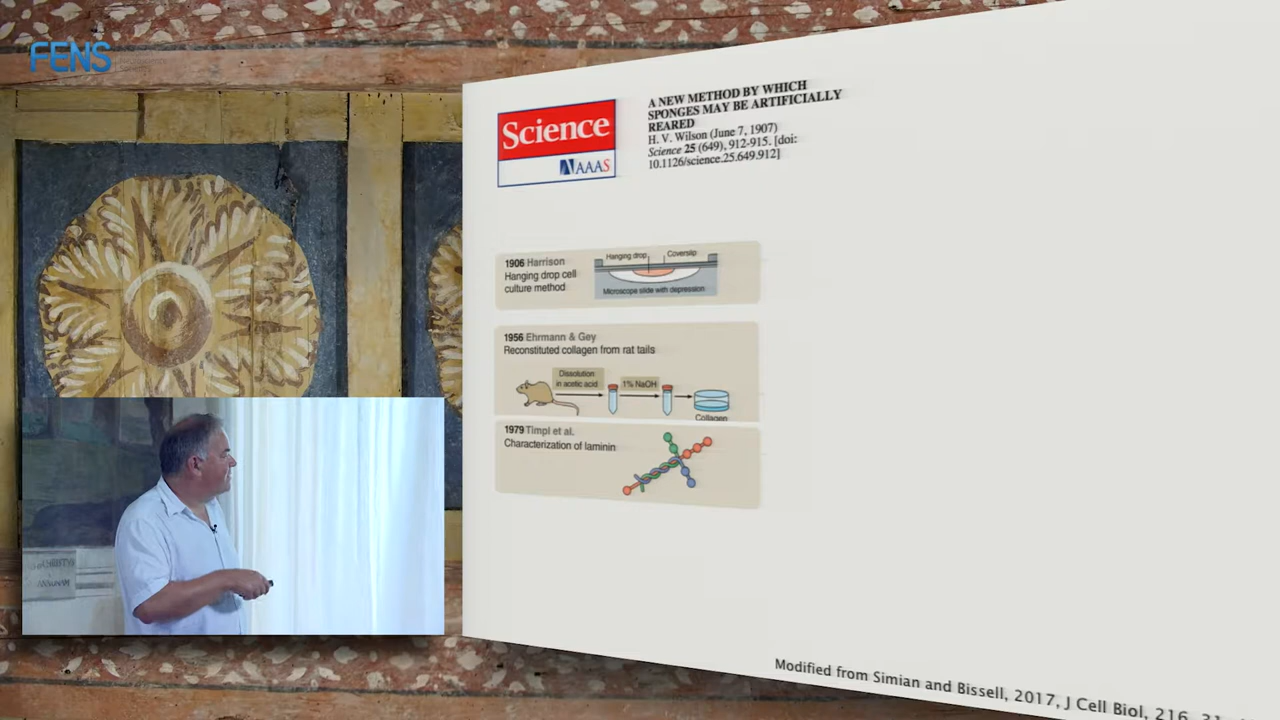 FENS
A NEW METHOD BY WHICH
SPONGES MAY BE ARTIFICIALLY
REARED
H. V. Wilson (June 7, 1907)
Science 25 (649), 912-915. [doi:
10.1126/science.25.649.912]
Science
AAAS
1906 Harrison
Hanging drop cell
culture method
Hanging drop
Coverslip
Microscope slide with depression
1956 Ehrmann & Gey
Reconstituted collagen from rat tails
Dissolution
in acetic acid
1% NaOH
Collagen
1979 Timpl et al.
Characterization of laminin
Modified from Simian and Bissell, 2017, J Cell Biol, 216,